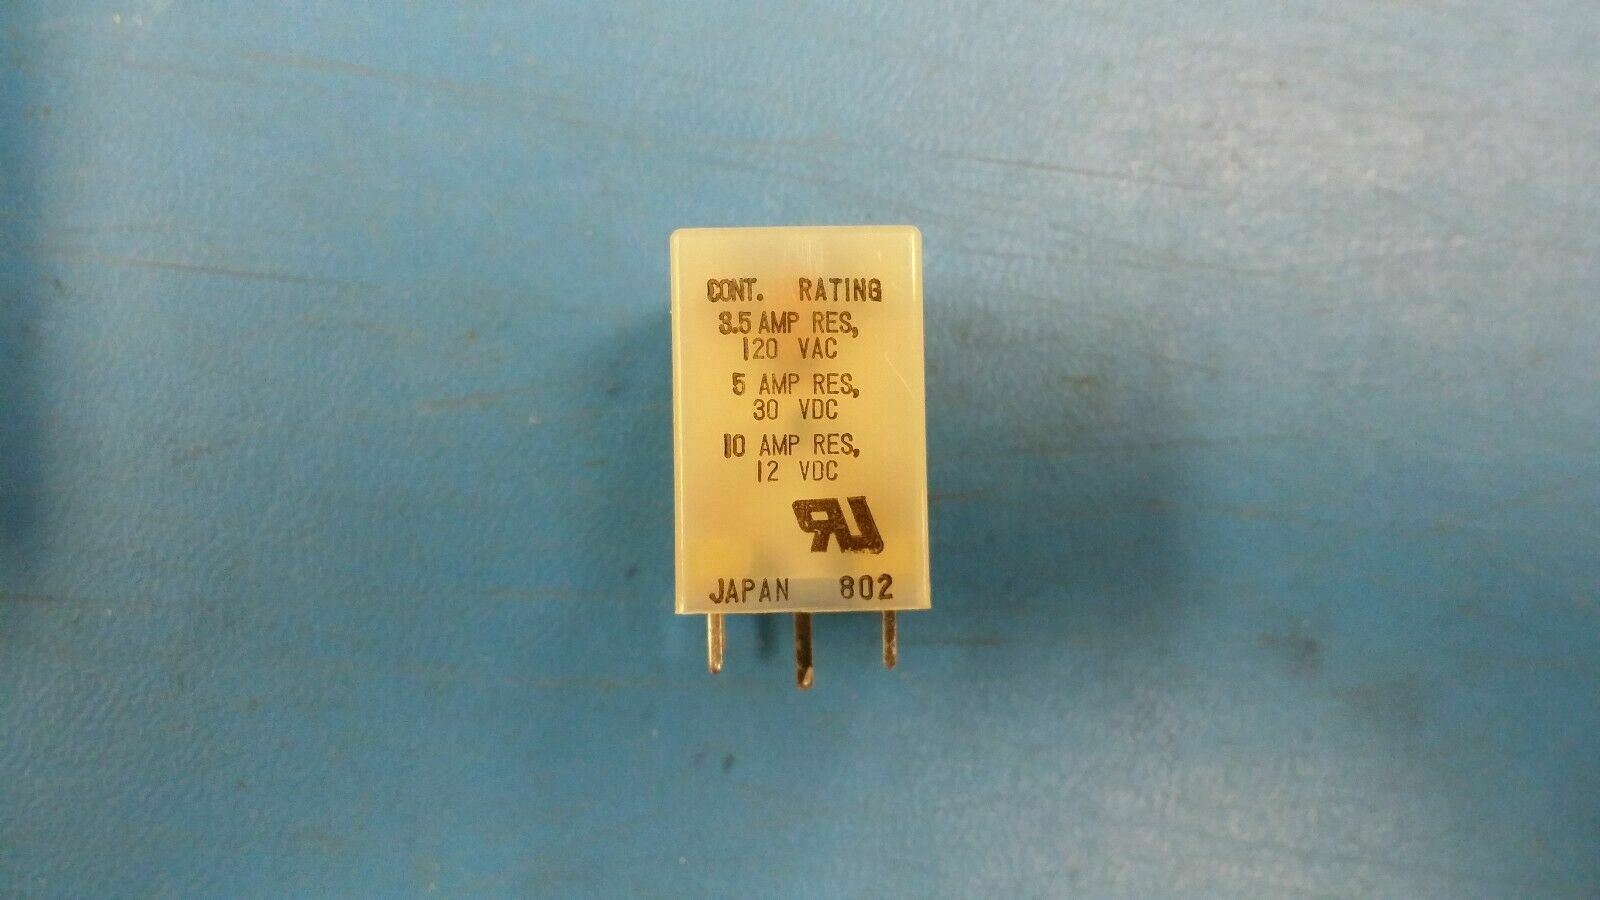 CONT. RATING
3.5 AMP RES,
120 VAC
5 AMP RES,
30 VDC
10 AMP RES,
12 VDC
RU
JAPAN 802